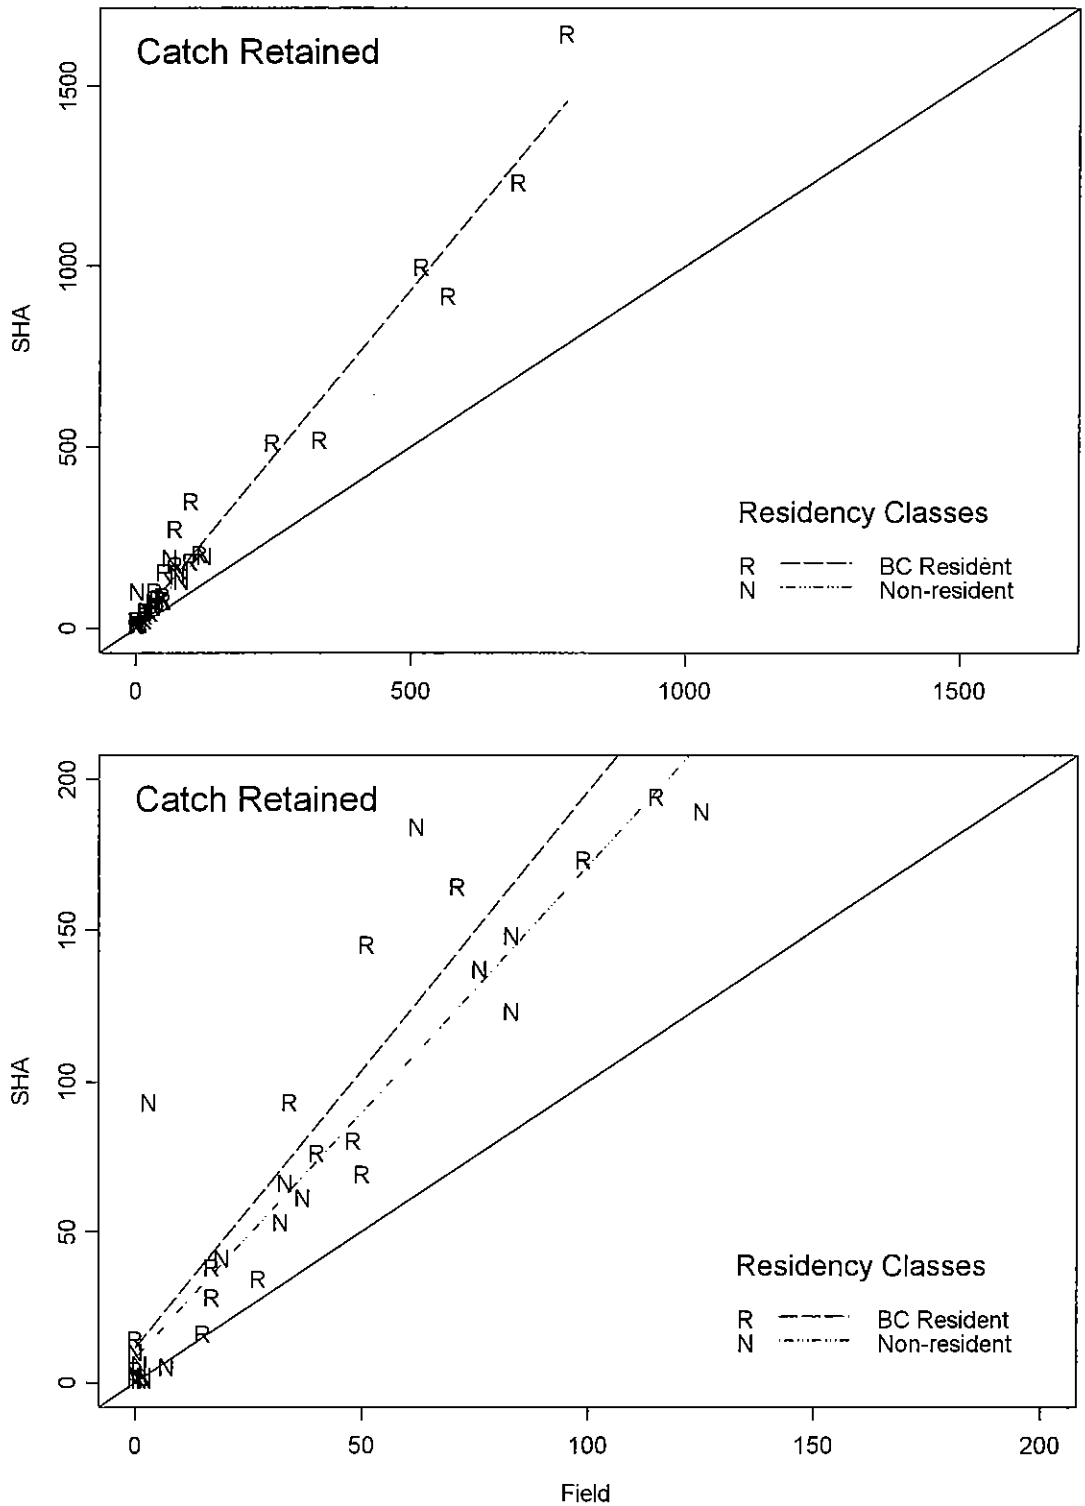 Catch Retained
1500
1000
500
0
SHA
Residency Classes
R BC Resident
N Non-resident
0 500 1000 1500
Catch Retained
200
150
100
50
0
SHA
Residency Classes
R BC Resident
N Non-resident
0 50 100 150 200
Field